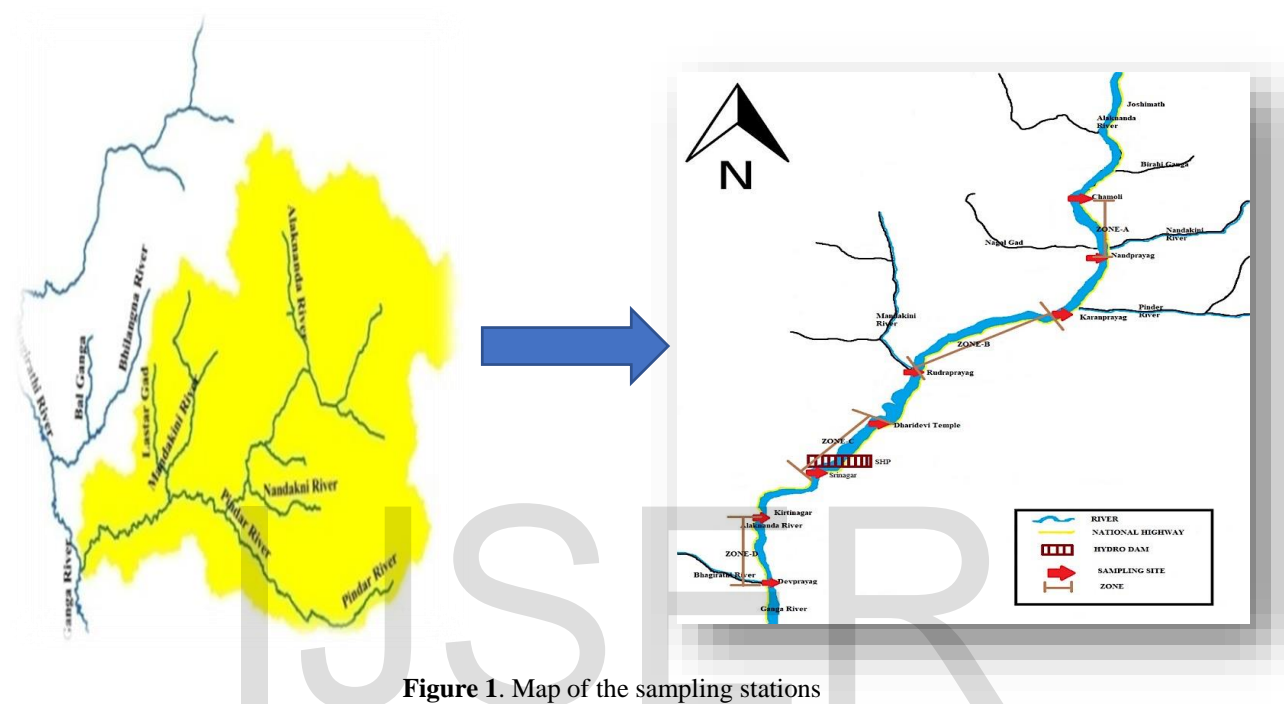 Alaknanda River
Bhilangna River
Bal Ganga
Lastar Gad
Mandakini River
Nandakni River
Pindar River
Pindar River
Ganga River
River
N
Joshimath
Alaknanda
River
Birahi Ganga
Chamoli
ZONE-A
Nandakini
River
Nagal Gad
Nandprayag
Pinder
River
Karanprayag
Mandakini
River
ZONE-B
Rudraprayag
Dharidevi Temple
ZONE-C
SHP
Srinagar
Kirtinagar
Alaknanda River
ZONE-D
Bhagirathi River
Devprayag
Ganga River
RIVER
NATIONAL HIGHWAY
HYDRO DAM
SAMPLING SITE
ZONE
IJSER
Figure 1. Map of the sampling stations